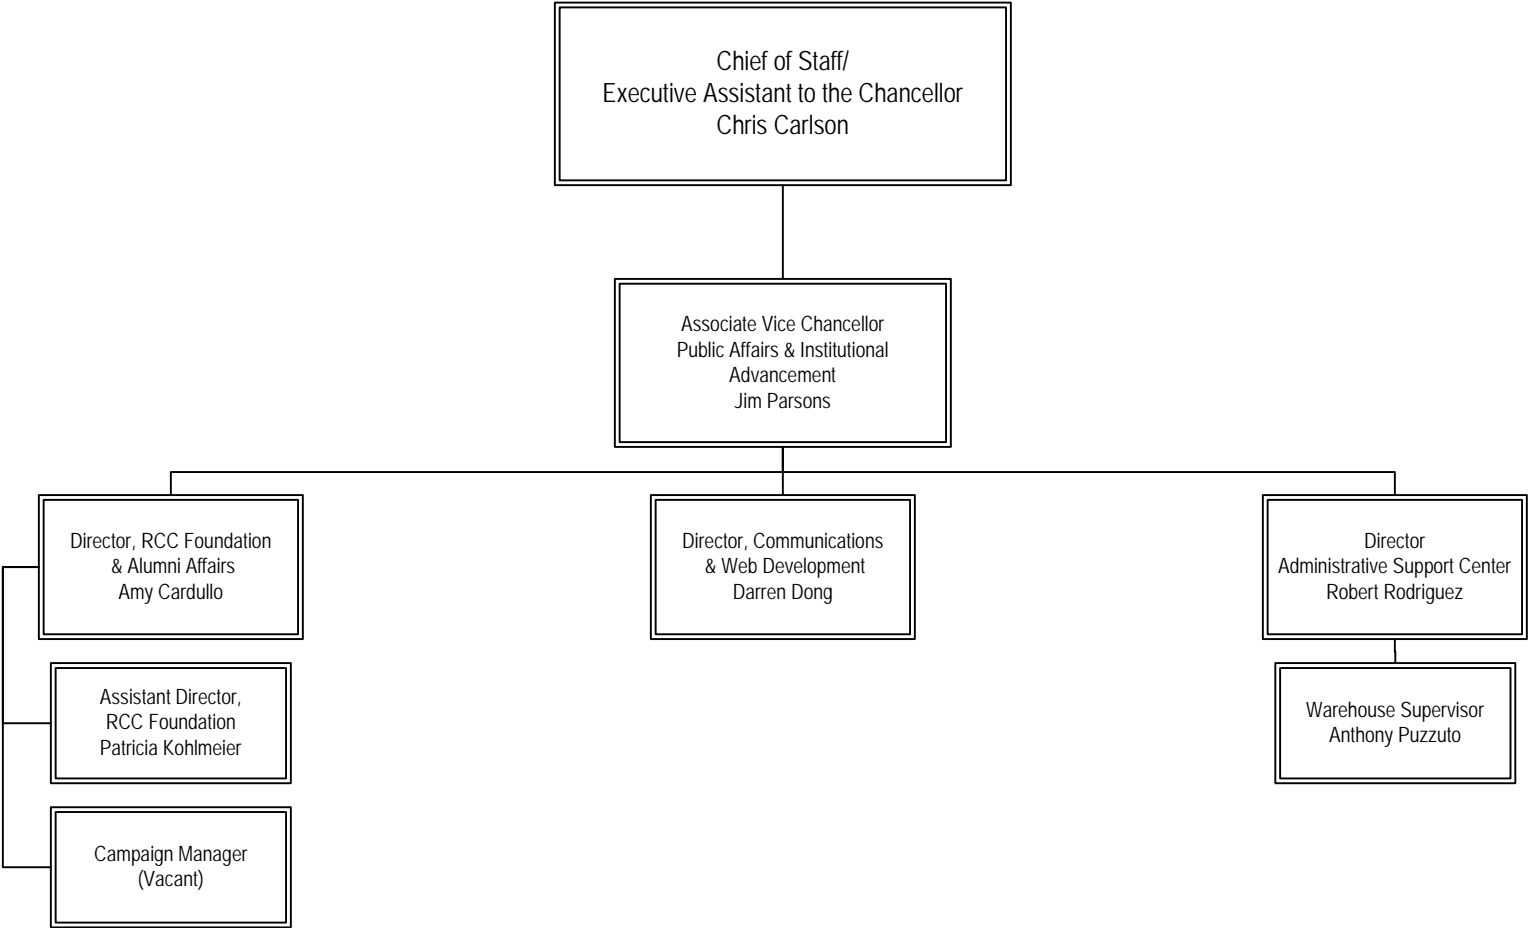 Chief of Staff/
Executive Assistant to the Chancellor
Chris Carlson
Associate Vice Chancellor
Public Affairs & Institutional
Advancement
Jim Parsons
Director, RCC Foundation
& Alumni Affairs
Amy Cardullo
Director, Communications
& Web Development
Darren Dong
Director
Administrative Support Center
Robert Rodriguez
Assistant Director,
RCC Foundation
Patricia Kohlmeier
Warehouse Supervisor
Anthony Puzzuto
Campaign Manager
(Vacant)